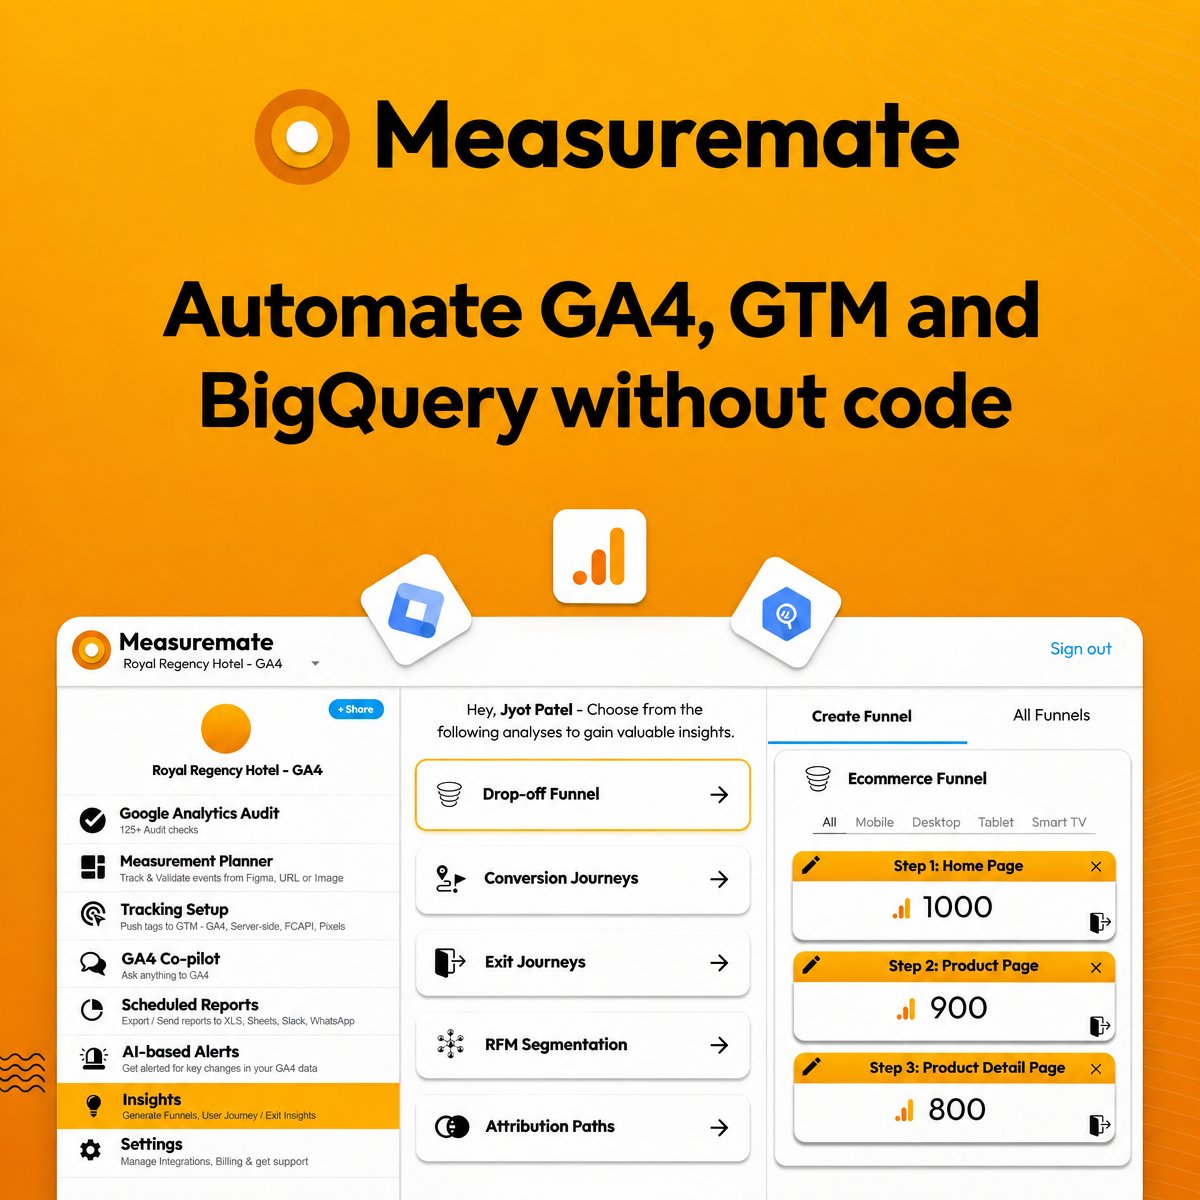 Measuremate
Automate GA4, GTM and
BigQuery without code
Measuremate
Royal Regency Hotel - GA4
Sign out
+ Share
Royal Regency Hotel - GA4
Google Analytics Audit
125+ Audit checks
Measurement Planner
Track & Validate events from Figma, URL or Image
Tracking Setup
Push tags to GTM - GA4, Server-side, FCAPI, Pixels
GA4 Co-pilot
Ask anything to GA4
Scheduled Reports
Export / Send reports to XLS, Sheets, Slack, WhatsApp
AI-based Alerts
Get alerted for key changes in your GA4 data
Insights
Generate Funnels, User Journey / Exit Insights
Settings
Manage Integrations, Billing & get support
Hey, Jyot Patel - Choose from the
following analyses to gain valuable insights.
Drop-off Funnel
Conversion Journeys
Exit Journeys
RFM Segmentation
Attribution Paths
Create Funnel
All Funnels
Ecommerce Funnel
All Mobile Desktop Tablet Smart TV
Step 1: Home Page
1000
Step 2: Product Page
900
Step 3: Product Detail Page
800